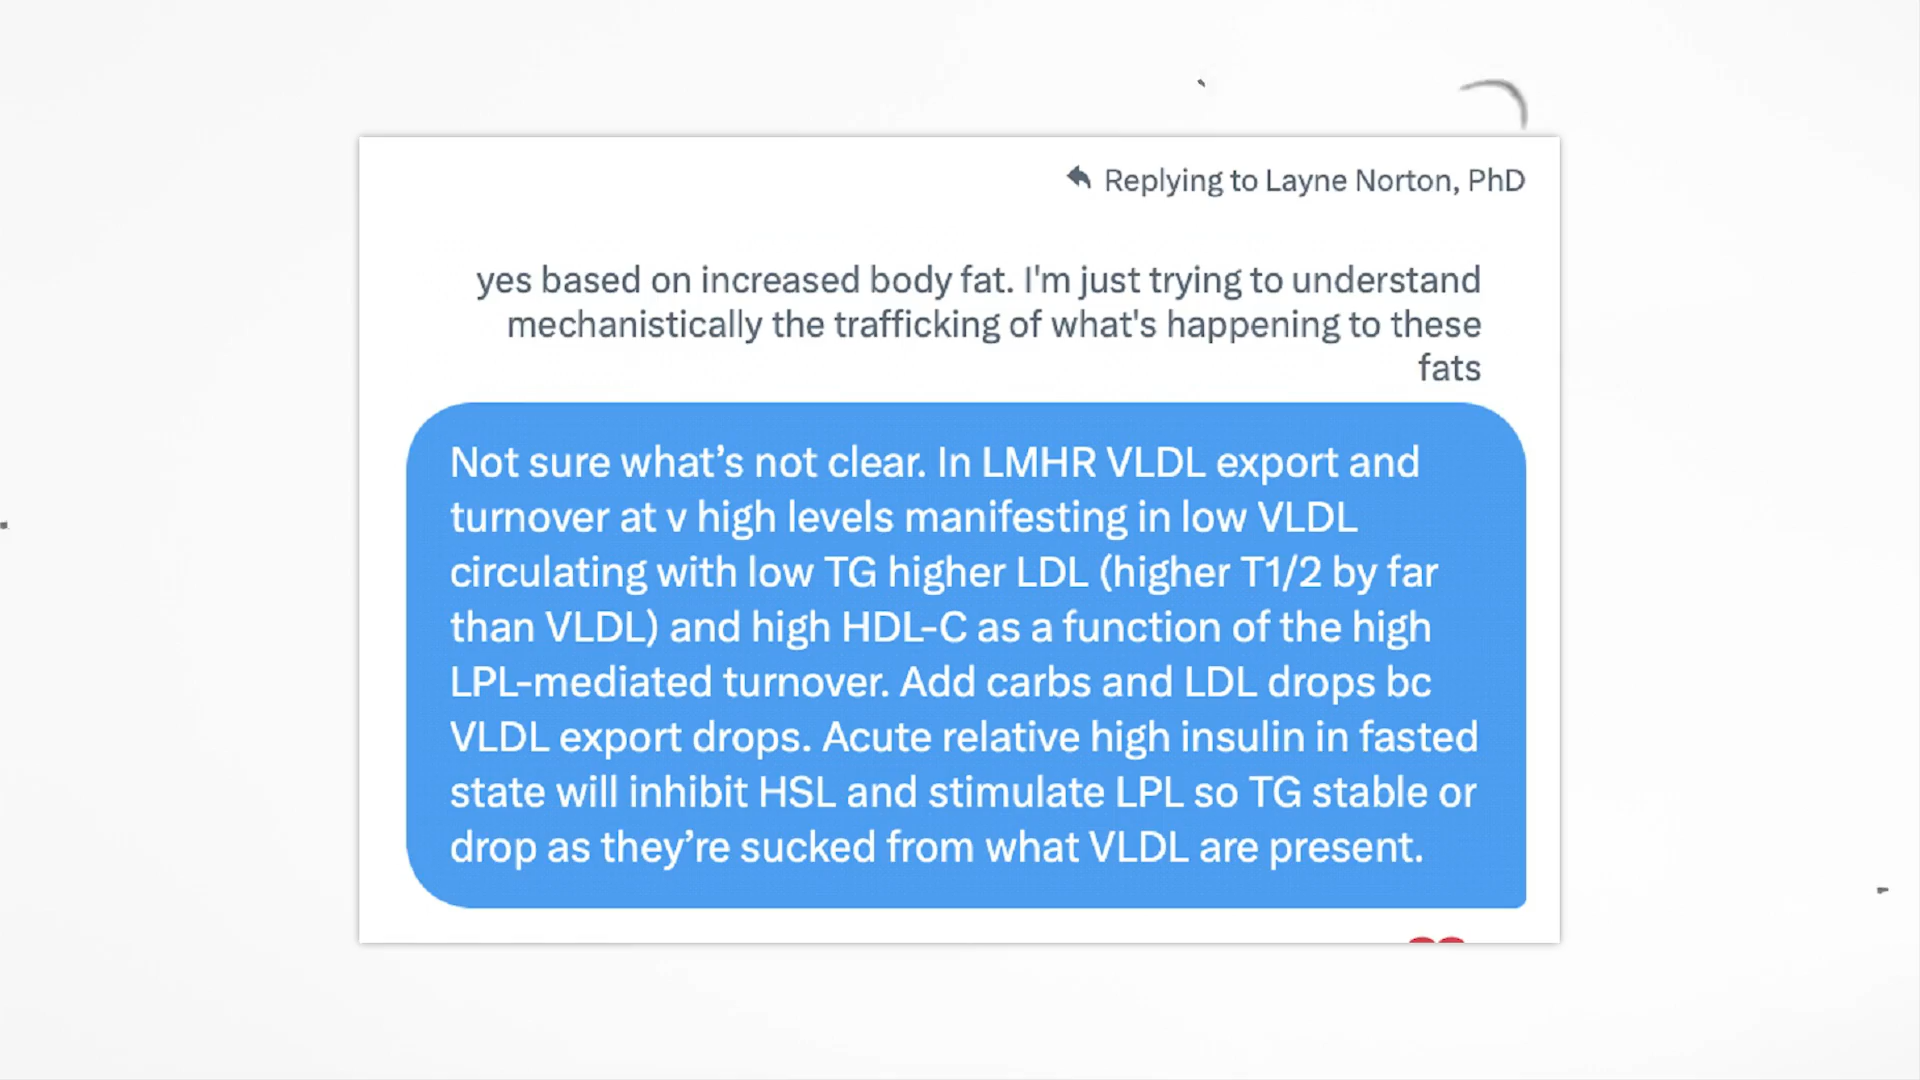 Replying to Layne Norton, PhD
yes based on increased body fat. I'm just trying to understand
mechanistically the trafficking of what's happening to these
fats
Not sure what’s not clear. In LMHR VLDL export and
turnover at v high levels manifesting in low VLDL
circulating with low TG higher LDL (higher T1/2 by far
than VLDL) and high HDL-C as a function of the high
LPL-mediated turnover. Add carbs and LDL drops bc
VLDL export drops. Acute relative high insulin in fasted
state will inhibit HSL and stimulate LPL so TG stable or
drop as they’re sucked from what VLDL are present.